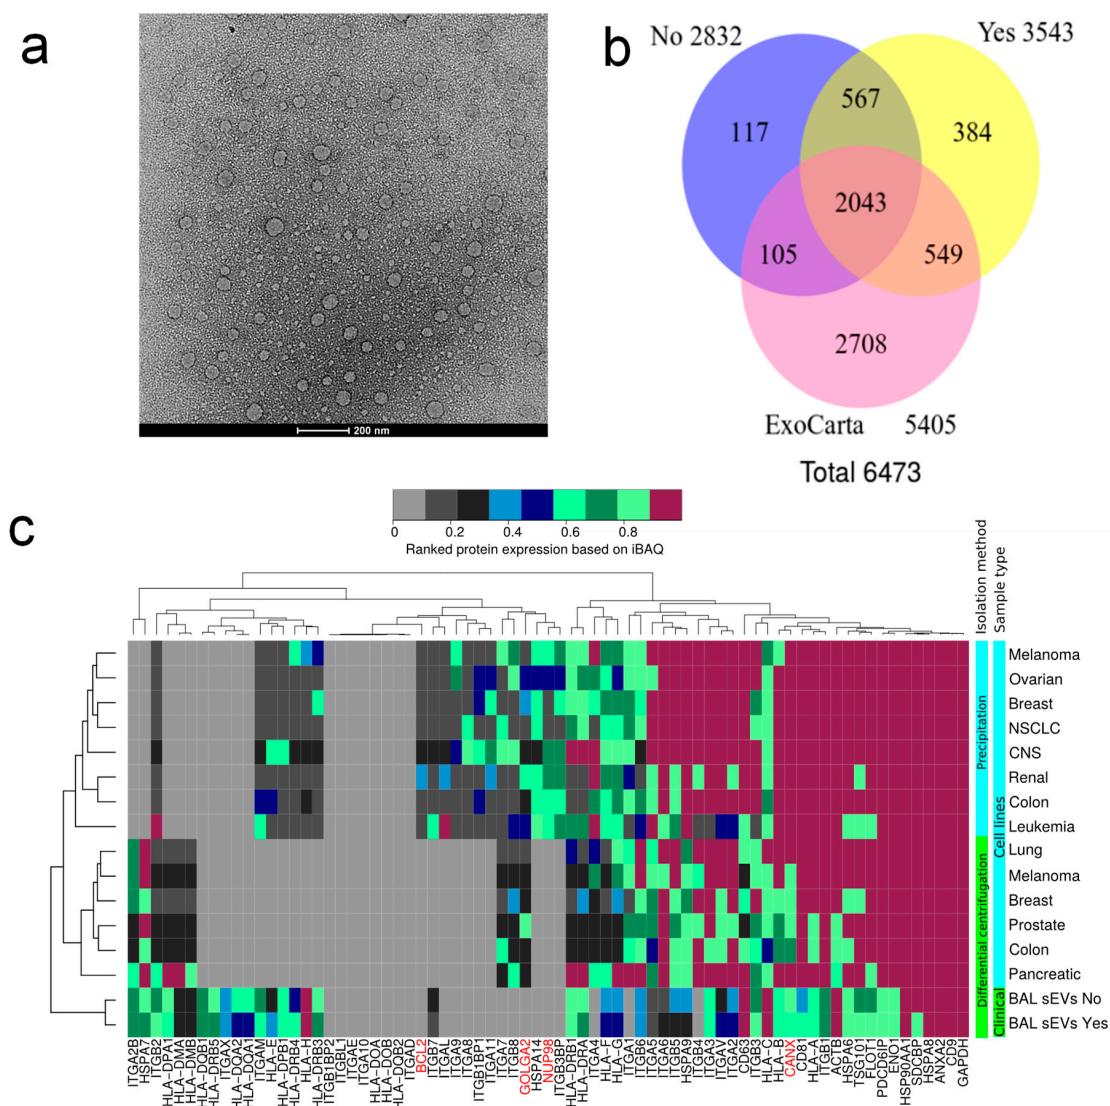 a
b
No 2832
Yes 3543
567
117
384
2043
105
549
2708
ExoCarta 5405
Total 6473
200 nm
c
0 0.2 0.4 0.6 0.8
Ranked protein expression based on iBAQ
Isolation method
Sample type
Precipitation
Differential centrifugation
Cell lines
Clinical
Melanoma
Ovarian
Breast
NSCLC
CNS
Renal
Colon
Leukemia
Lung
Melanoma
Breast
Prostate
Colon
Pancreatic
BAL sEVs No
BAL sEVs Yes
ITGA2B
HSPA7
ITGB2
HLA-DPA1
HLA-DMA
HLA-DMB
HLA-DQB1
HLA-DRB5
ITGAX
HLA-DQA2
HLA-DQA1
ITGAM
HLA-E
HLA-DPB1
HLA-DRB4
HLA-H
HLA-DRB3
ITGB1BP2
ITGBL1
ITGAE
ITGAD
HLA-DOA
HLA-DOB
HLA-DQB2
BCL2
ITGB7
ITGA9
ITGA8
ITGB1BP1
ITGA11
ITGA7
ITGB8
GOLGA2
HSPA14
NUP98
ITGB3BP
HLA-DRB1
HLA-DRA
ITGA4
HLA-F
HLA-G
ITGA1
ITGB6
ITGA5
ITGA6
ITGB5
HSPA9
ITGB4
ITGA3
ITGAV
ITGA2
CD63
ITGB3
HLA-C
HLA-B
CANX
CD81
HLA-A
ITGB1
ACTB
HSPA6
TSG101
FLOT1
PDCD6IP
ENO1
HSP90AA1
SDCBP
HSPA8
ANXA5
CD9
GAPDH